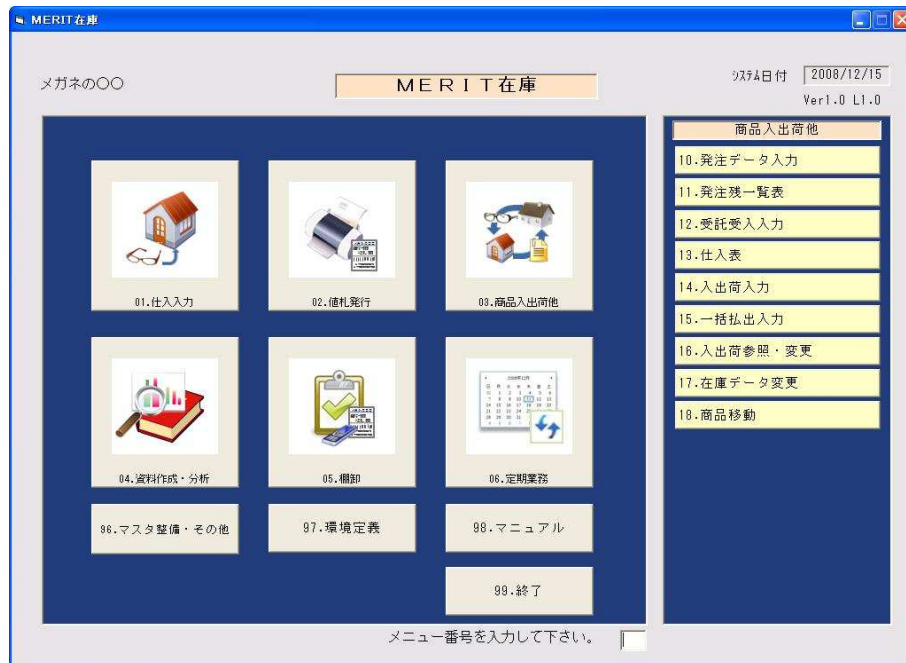 MERIT在庫
メガネの〇〇
MERIT在庫
ｼｽﾃﾑ日付 2008/12/15
Ver1.0 L1.0
01.仕入入力
02.値札発行
03.商品入出荷他
04.資料作成・分析
05.棚卸
06.定期業務
96.マスタ整備・その他
97.環境定義
98.マニュアル
99.終了
商品入出荷他
10.発注データ入力
11.発注残一覧表
12.受託受入入力
13.仕入表
14.入出荷入力
15.一括払出入力
16.入出荷参照・変更
17.在庫データ変更
18.商品移動
メニュー番号を入力して下さい。